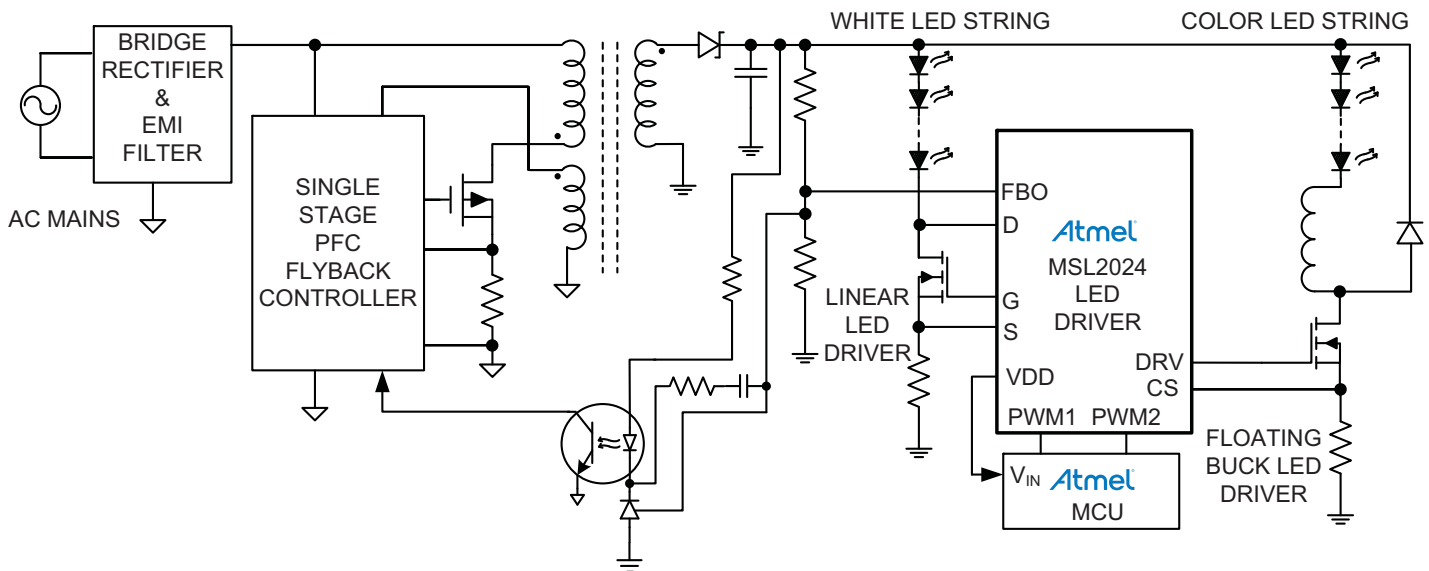 WHITE LED STRING
COLOR LED STRING
BRIDGE
RECTIFIER
&
EMI
FILTER
AC MAINS
SINGLE
STAGE
PFC
FLYBACK
CONTROLLER
LINEAR
LED
DRIVER
FBO
D
G
S
VDD
PWM1
PWM2
DRV
CS
Atmel
MSL2024
LED
DRIVER
VIN
Atmel
MCU
FLOATING
BUCK LED
DRIVER